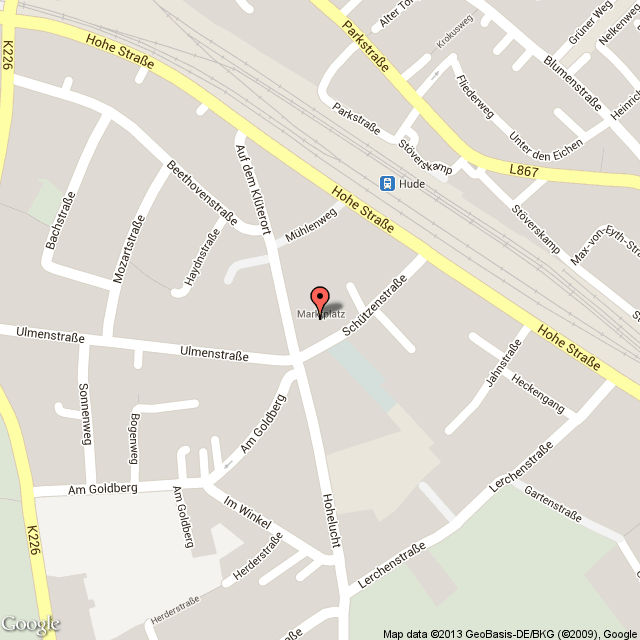 K226
Hohe Straße
Parkstraße
Alter To
Krokusweg
Grüner Weg
Nelkenweg
Blumenstraße
Heinrich
Fliederweg
Unter den Eichen
Parkstraße
Stöverskamp
L867
Hude
Beethovenstraße
Auf dem Klüterort
Hohe Straße
Mühlenweg
Bachstraße
Mozartstraße
Haydnstraße
Stöverskamp
Max-von-Eyth-Stra
Marktplatz
Schützenstraße
Ulmenstraße
Ulmenstraße
Hohe Straße
Jahnstraße
Heckengang
Sonnenweg
Bogenweg
Am Goldberg
Lerchenstraße
Gartenstraße
Am Goldberg
Am Goldberg
Im Winkel
Hohelucht
K226
Herderstraße
Lerchenstraße
Herderstraße
Google
Map data ©2013 GeoBasis-DE/BKG (©2009), Google